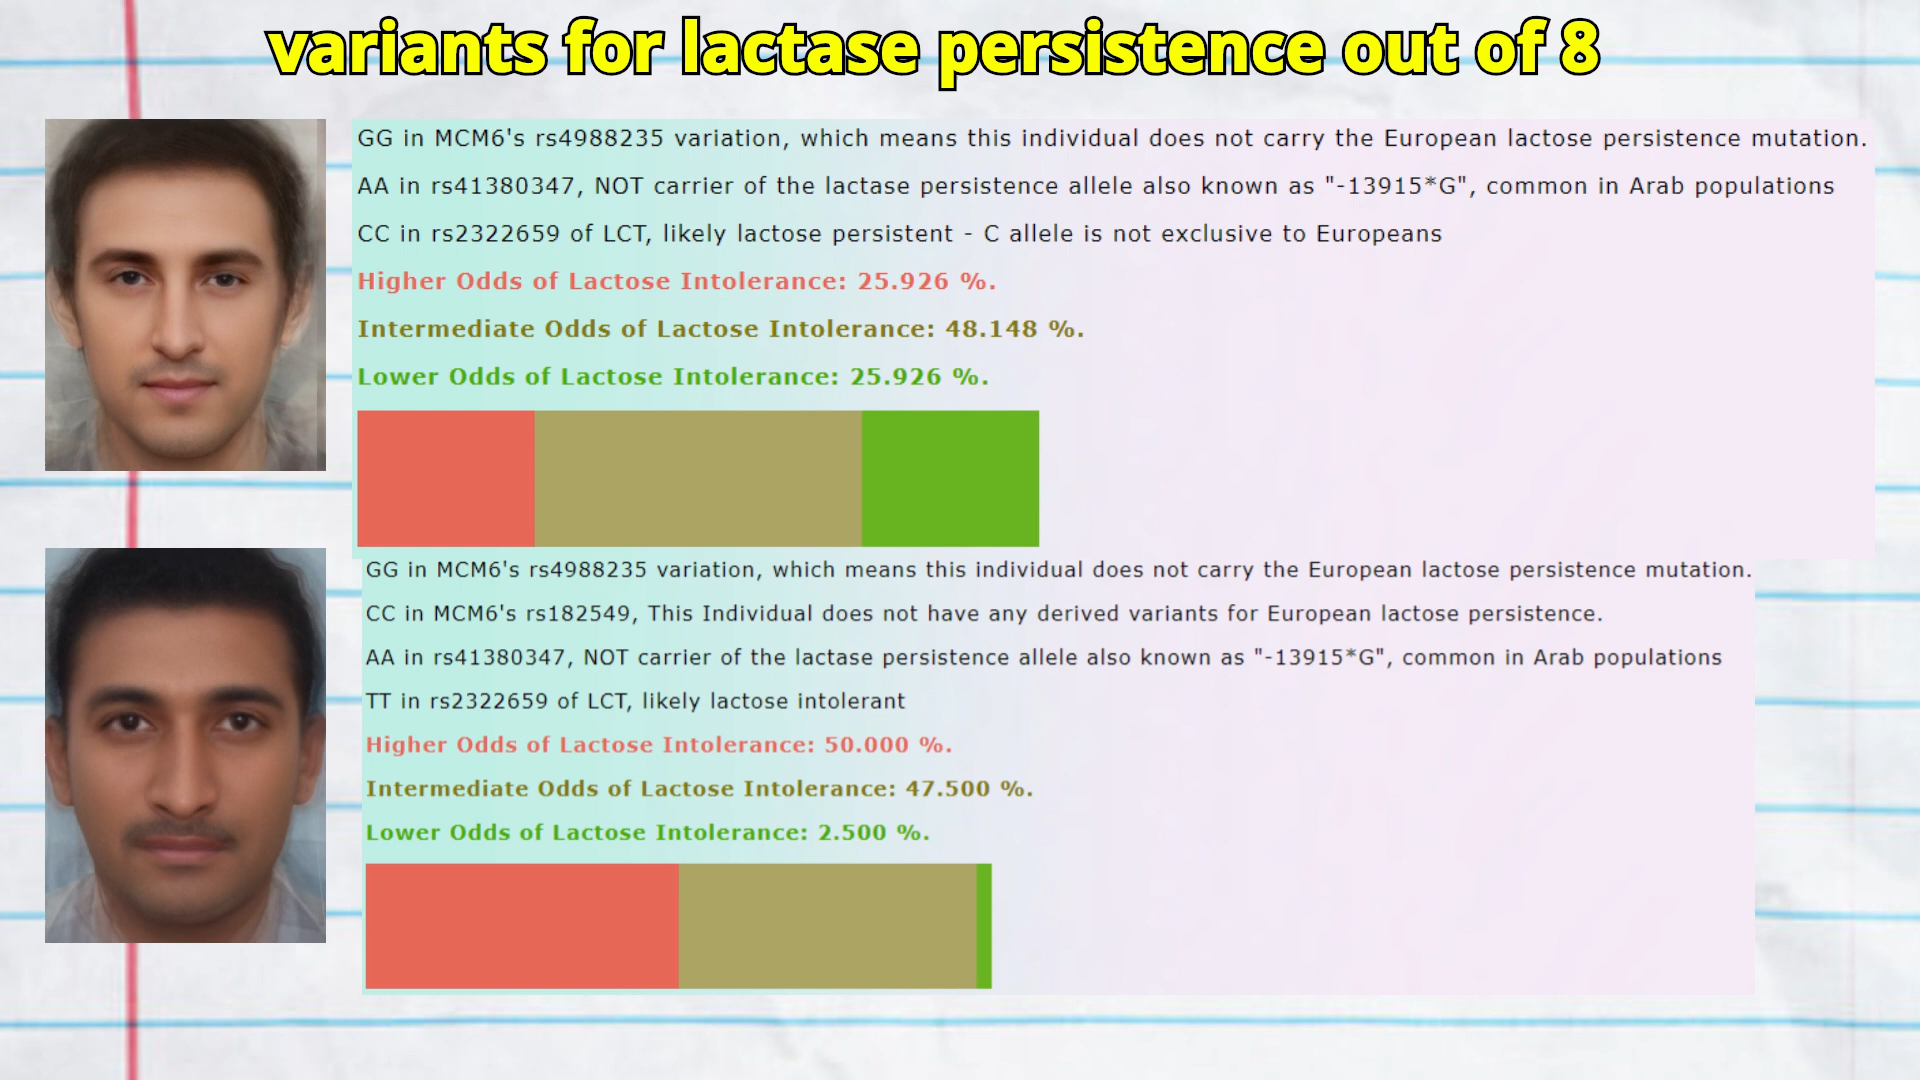 variants for lactase persistence out of 8
GG in MCM6's rs4988235 variation, which means this individual does not carry the European lactose persistence mutation.
AA in rs41380347, NOT carrier of the lactase persistence allele also known as "-13915*G", common in Arab populations
CC in rs2322659 of LCT, likely lactose persistent - C allele is not exclusive to Europeans
Higher Odds of Lactose Intolerance: 25.926 %.
Intermediate Odds of Lactose Intolerance: 48.148 %.
Lower Odds of Lactose Intolerance: 25.926 %.
GG in MCM6's rs4988235 variation, which means this individual does not carry the European lactose persistence mutation.
CC in MCM6's rs182549, This Individual does not have any derived variants for European lactose persistence.
AA in rs41380347, NOT carrier of the lactase persistence allele also known as "-13915*G", common in Arab populations
TT in rs2322659 of LCT, likely lactose intolerant
Higher Odds of Lactose Intolerance: 50.000 %.
Intermediate Odds of Lactose Intolerance: 47.500 %.
Lower Odds of Lactose Intolerance: 2.500 %.